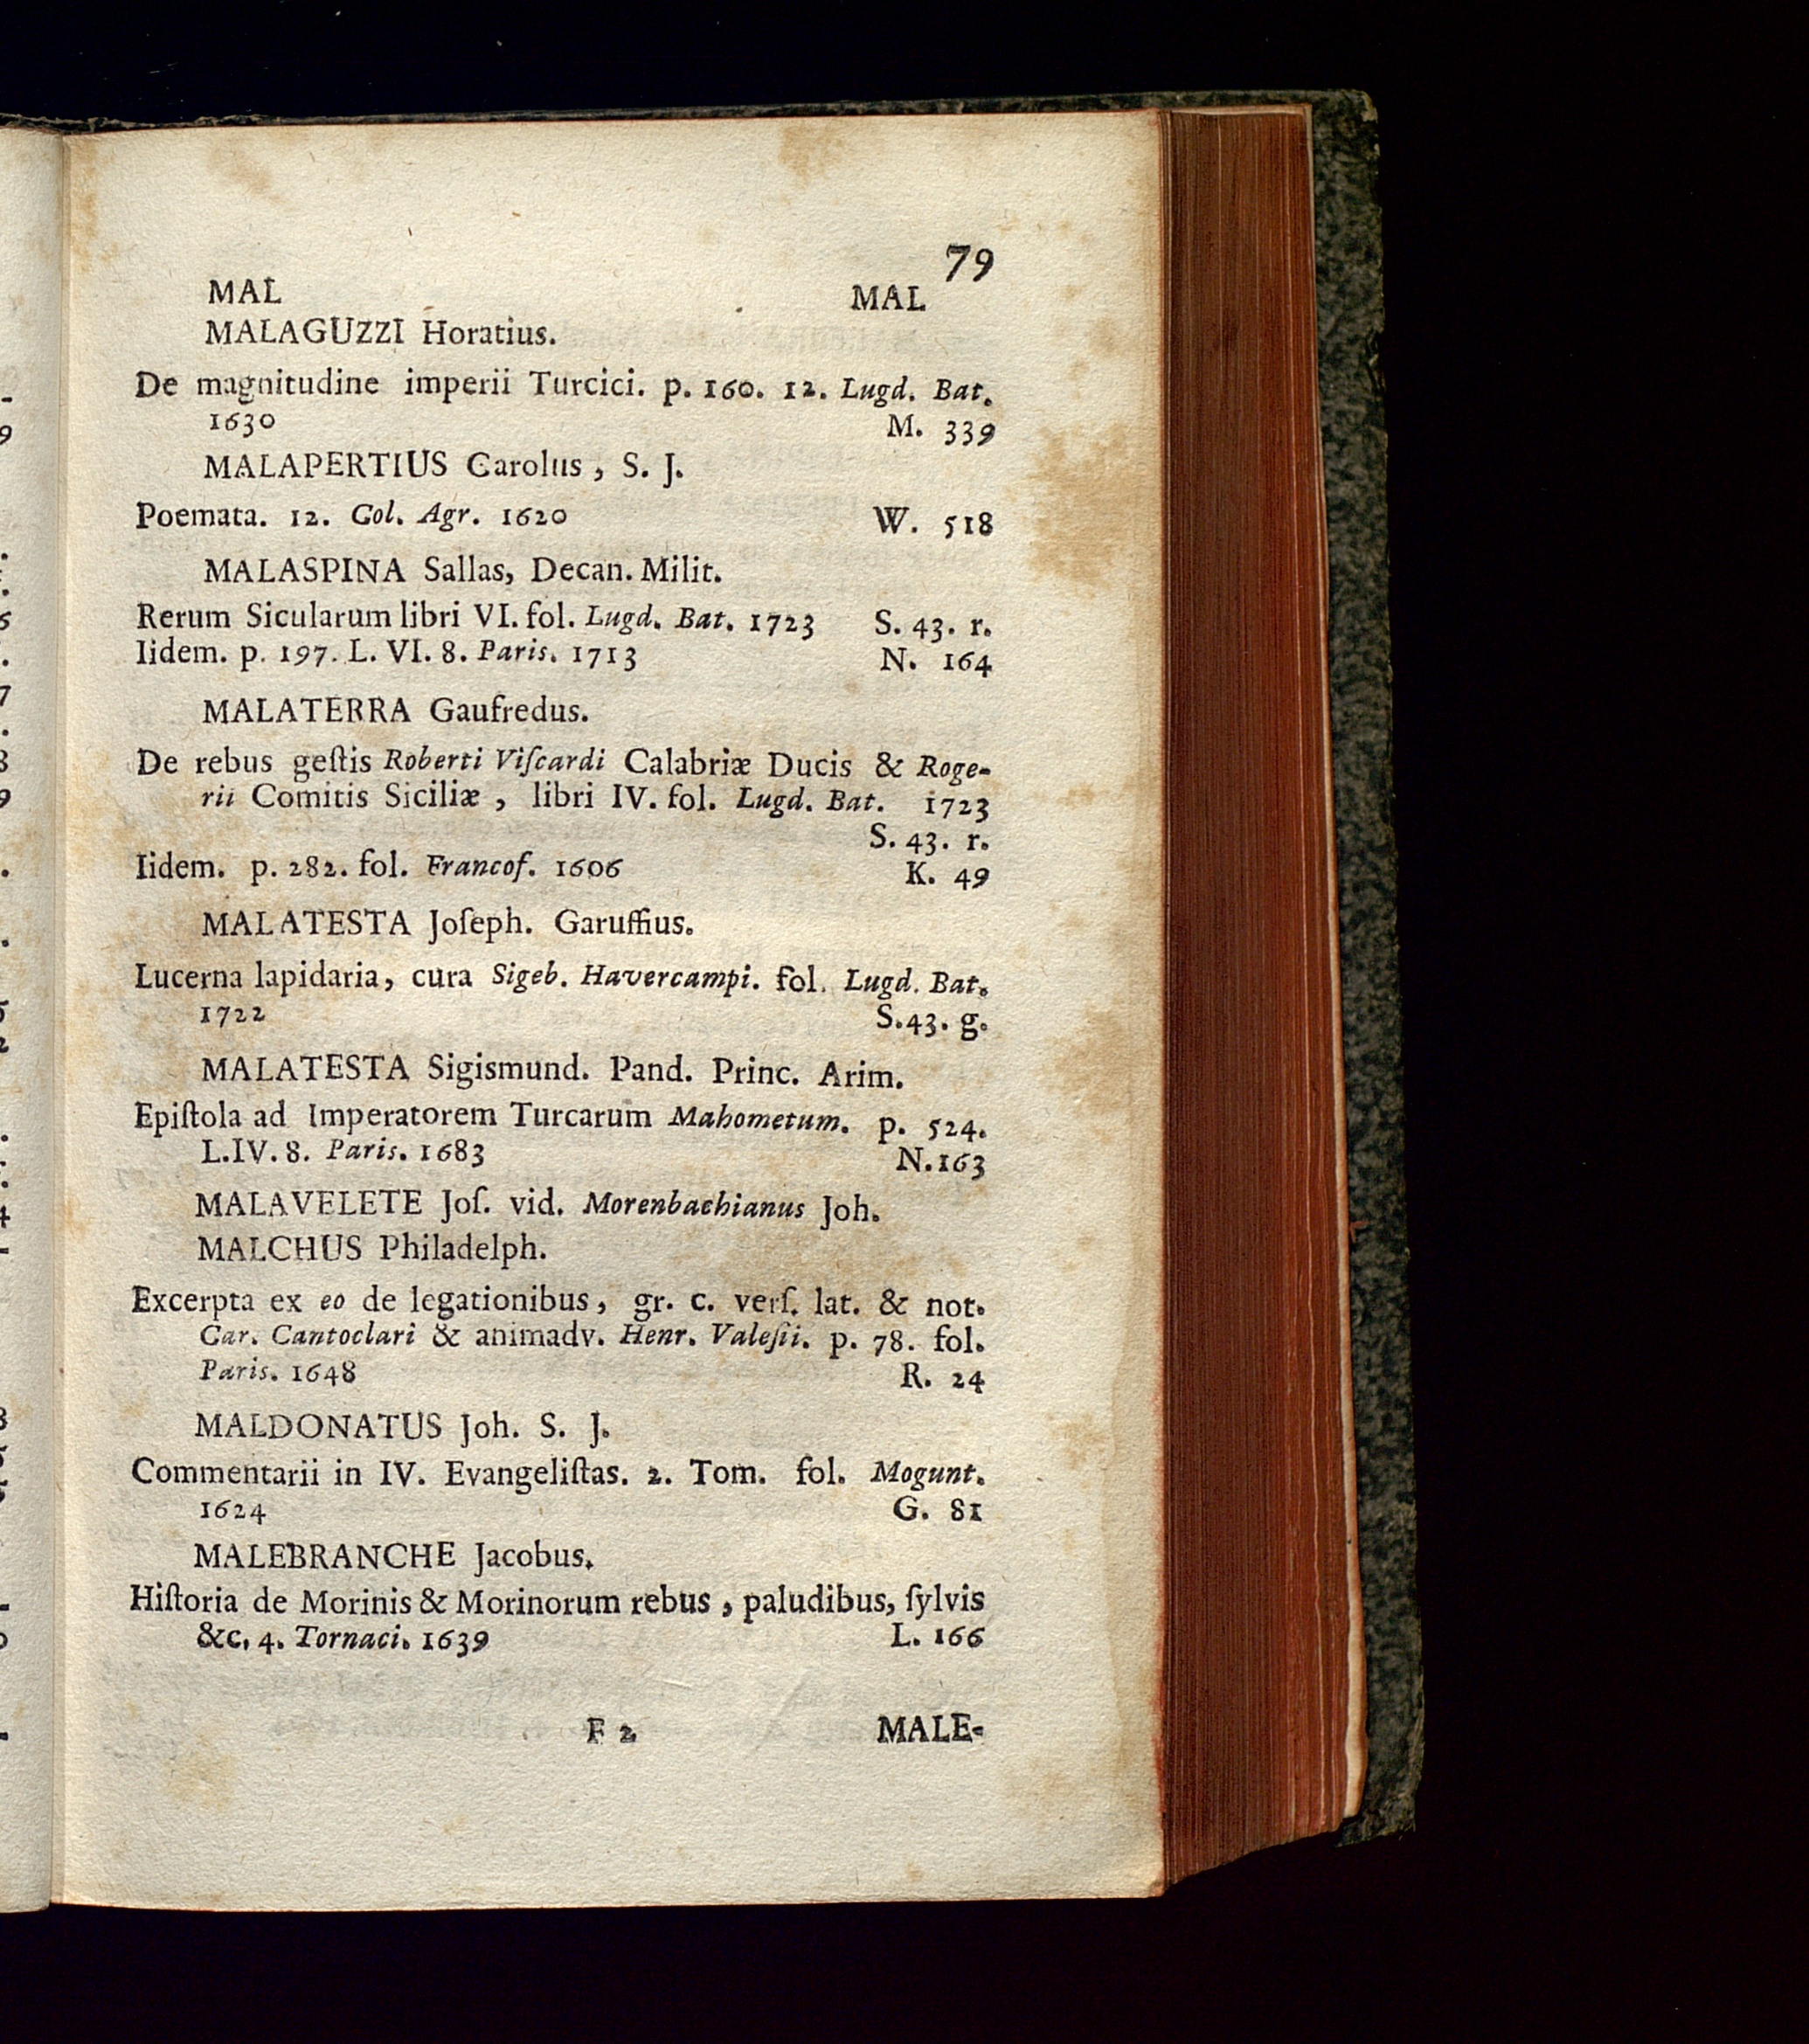 79
MAL MAL
MALAGUZZI Horatius.
De magnitudine imperii Turcici. p. 160. 12. Lugd. Bat.
1630 M. 339
MALAPERTIUS Carolus, S. J.
Poemata. 12. Col. Agr. 1620 W. 518
MALASPINA Sallas, Decan. Milit.
Rerum Sicularum libri VI. fol. Lugd. Bat. 1723 S. 43. r.
Iidem. p. 197. L. VI. 8. Paris. 1713 N. 164
MALATERRA Gaufredus.
De rebus geſtis Roberti Viſcardi Calabriæ Ducis & Roge-
rii Comitis Siciliæ, libri IV. fol. Lugd. Bat. 1723
S. 43. r.
Iidem. p. 282. fol. Francof. 1606 K. 49
MALATESTA Joſeph. Garuffius.
Lucerna lapidaria, cura Sigeb. Havercampi. fol. Lugd. Bat.
1722 S. 43. g.
MALATESTA Sigismund. Pand. Princ. Arim.
Epiſtola ad Imperatorem Turcarum Mahometum. p. 524.
L. IV. 8. Paris. 1683 N. 163
MALAVELETE Joſ. vid. Morenbachianus Joh.
MALCHUS Philadelph.
Excerpta ex eo de legationibus, gr. c. verſ. lat. & not.
Car. Cantoclari & animadv. Henr. Valeſii. p. 78. fol.
Paris. 1648 R. 24
MALDONATUS Joh. S. J.
Commentarii in IV. Evangeliſtas. 2. Tom. fol. Mogunt.
1624 G. 81
MALEBRANCHE Jacobus.
Hiſtoria de Morinis & Morinorum rebus, paludibus, ſylvis
&c. 4. Tornaci. 1639 L. 166
F 2 MALE-